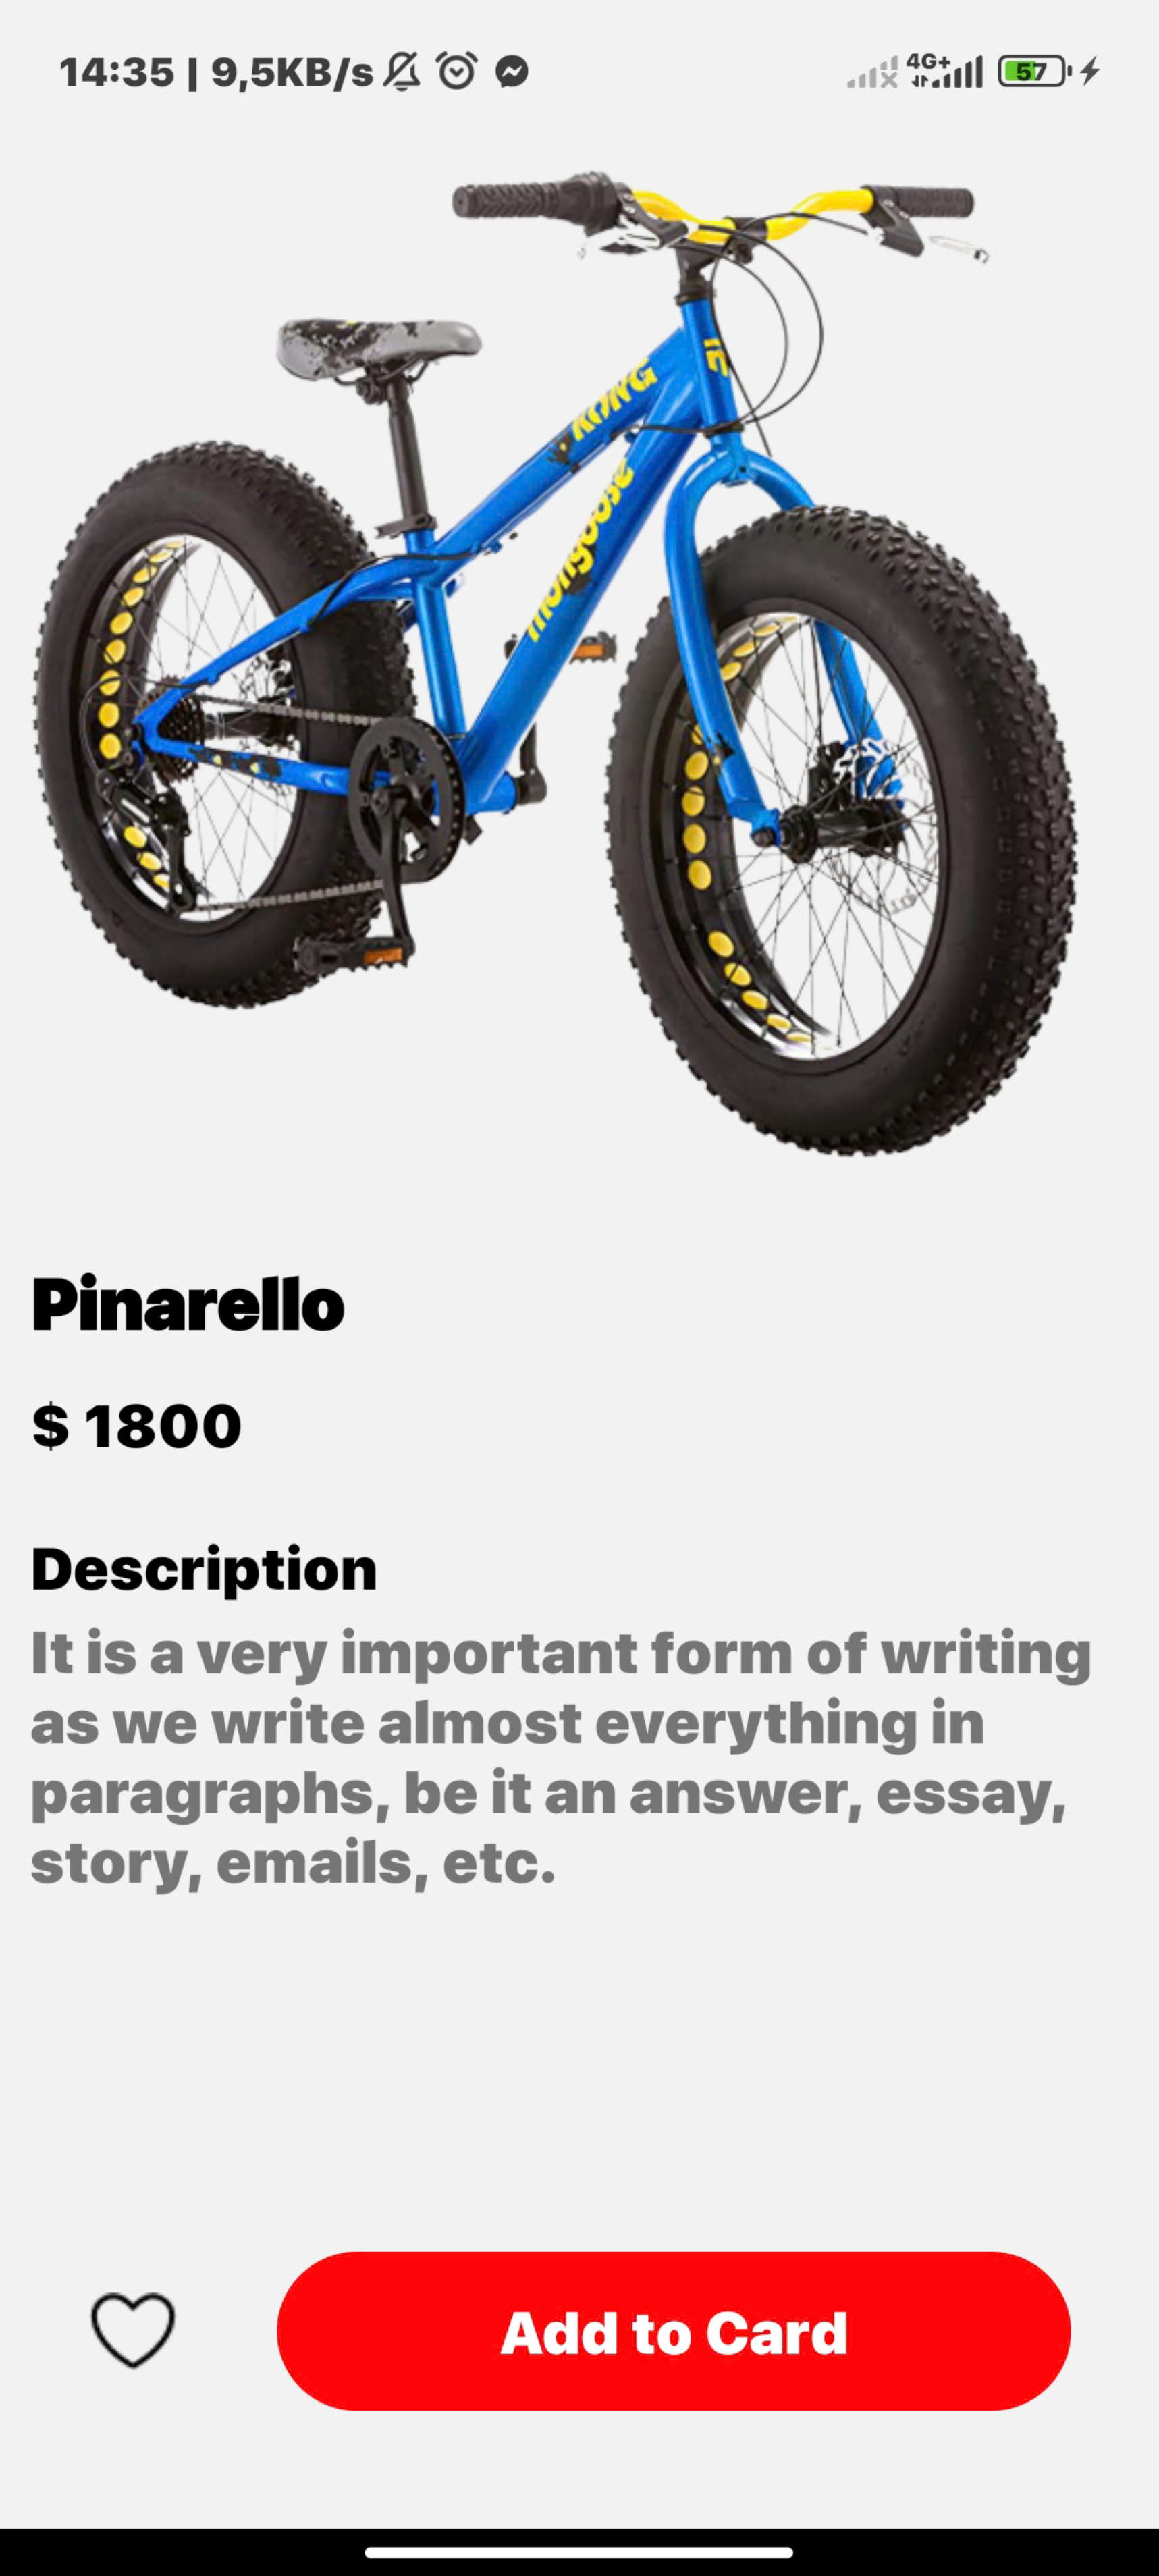 14:35 | 9,5KB/s
4G+
57
KONG
mongoose
Pinarello
$ 1800
Description
It is a very important form of writing
as we write almost everything in
paragraphs, be it an answer, essay,
story, emails, etc.
Add to Card